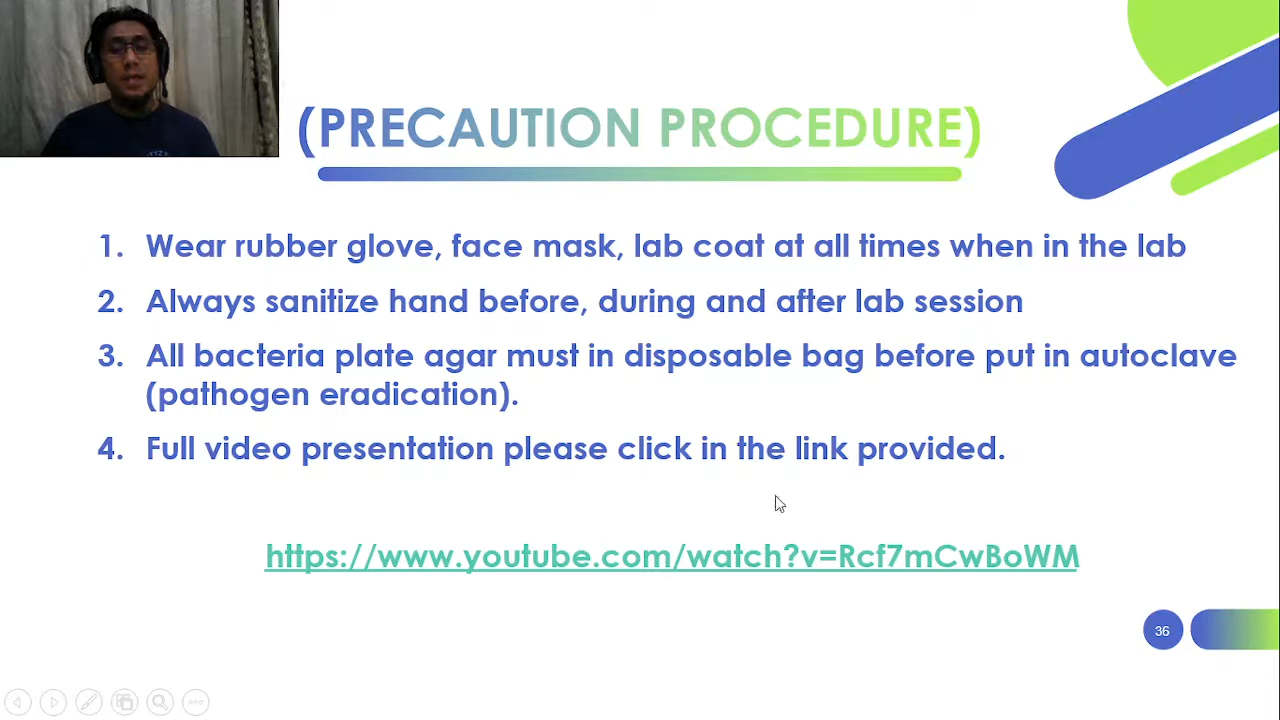 (PRECAUTION PROCEDURE)
1. Wear rubber glove, face mask, lab coat at all times when in the lab
2. Always sanitize hand before, during and after lab session
3. All bacteria plate agar must in disposable bag before put in autoclave
(pathogen eradication).
4. Full video presentation please click in the link provided.
https://www.youtube.com/watch?v=Rcf7mCwBoWM
36